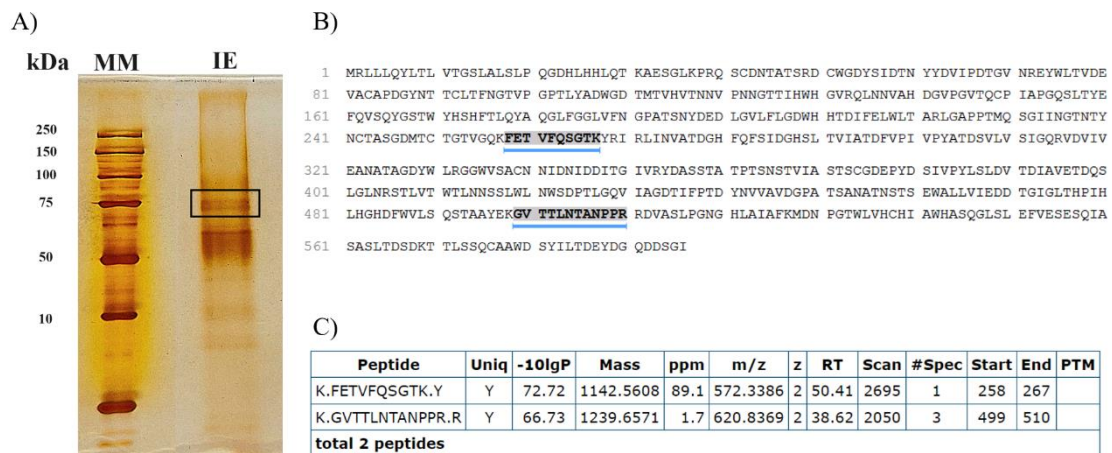 A)
kDa MM IE
250
150
100
75
50
10
B)
1 MRLLLQYLTL VTGSLALSLP QGDHLHHLQT KAESGLKPRQ SCDNTATSRD CWGDYSIDTN YYDVIPDTGV NREYWLTVDE
81 VACAPDGYNT TCLTFNGTVP GPTLYADWGD TMTVHVTNNV PNNGTTIHWH GVRQLNNVAH DGVPGVTQCP IAPGQSLTYE
161 FQVSQYGSTW YHSHFTLQYA QGLFGGLVFN GPATSNYDED LGVLFLGDWH HTDIFELWLT ARLGAPPTMQ SGIINGTNTY
241 NCTASGDMTC TGTVGQKFET VFQSGTKYRI RLINVATDGH FQFSIDGHSL TVIATDFVPI VPYATDSVLV SIGQRVDVIV
321 EANATAGDYW LRGGWVSACN NIDNIDDITG IVRYDASSTA TPTSNSTVIA STSCGDEPYD SIVPYLSLDV TDIAVETDQS
401 LGLNRSTLVT WTLNNSSLWL NWSDPTLGQV IAGDTIFPTD YNVVAVDGPA TSANATNSTS EWALLVIEDD TGIGLTHPIH
481 LHGHDFWVLS QSTAAYEKGV TTLNTANPPR RDVASLPGNG HLAIAFKMDN PGTWLVHCHI AWHASQGLSL EFVESESQIA
561 SASLTDSDKT TLSSQCAAWD SYILTDEYDG QDDSGI
C)
Peptide Uniq -10lgP Mass ppm m/z z RT Scan #Spec Start End PTM
K.FETVFQSGTK.Y Y 72.72 1142.5608 89.1 572.3386 2 50.41 2695 1 258 267
K.GVTTLNTANPPR.R Y 66.73 1239.6571 1.7 620.8369 2 38.62 2050 3 499 510
total 2 peptides